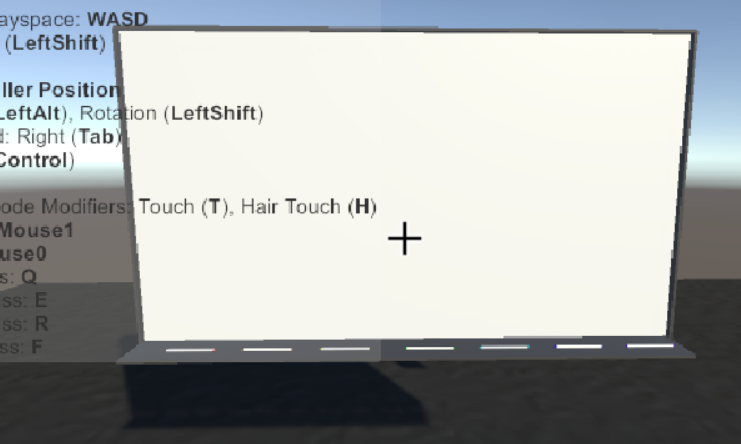 ayspace: WASD
(LeftShift)
ller Position
LeftAlt), Rotation (LeftShift)
d: Right (Tab)
Control)
ode Modifiers: Touch (T), Hair Touch (H)
Mouse1
use0
s: Q
ss: E
ss: R
ss: F